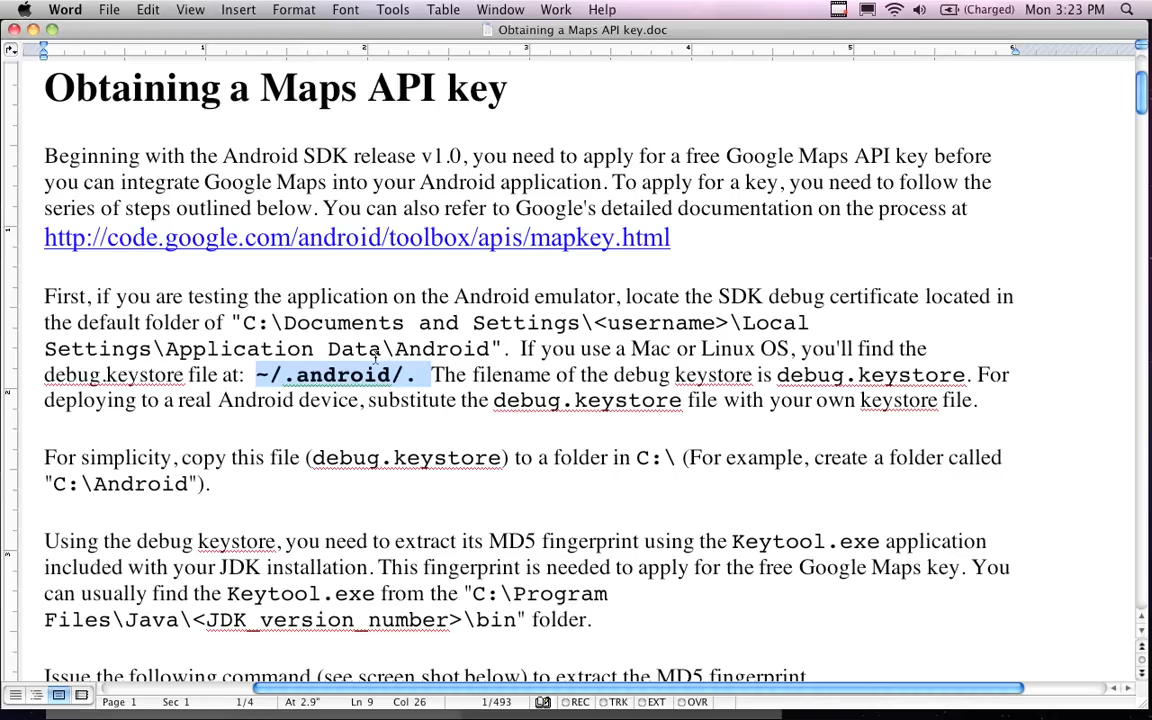 Word File Edit View Insert Format Font Tools Table Window Work Help (Charged) Mon 3:23 PM
Obtaining a Maps API key.doc
1 2 3 4 5 6
Obtaining a Maps API key
Beginning with the Android SDK release v1.0, you need to apply for a free Google Maps API key before
you can integrate Google Maps into your Android application. To apply for a key, you need to follow the
series of steps outlined below. You can also refer to Google's detailed documentation on the process at
http://code.google.com/android/toolbox/apis/mapkey.html
First, if you are testing the application on the Android emulator, locate the SDK debug certificate located in
the default folder of "C:\Documents and Settings\<username>\Local
Settings\Application Data\Android". If you use a Mac or Linux OS, you'll find the
debug.keystore file at: ~/.android/. The filename of the debug keystore is debug.keystore. For
deploying to a real Android device, substitute the debug.keystore file with your own keystore file.
For simplicity, copy this file (debug.keystore) to a folder in C:\ (For example, create a folder called
"C:\Android").
Using the debug keystore, you need to extract its MD5 fingerprint using the Keytool.exe application
included with your JDK installation. This fingerprint is needed to apply for the free Google Maps key. You
can usually find the Keytool.exe from the "C:\Program
Files\Java\<JDK_version_number>\bin" folder.
Issue the following command (see screen shot below) to extract the MD5 fingerprint
Page 1 Sec 1 1/4 At 2.9" Ln 9 Col 26 1/493 REC TRK EXT OVR